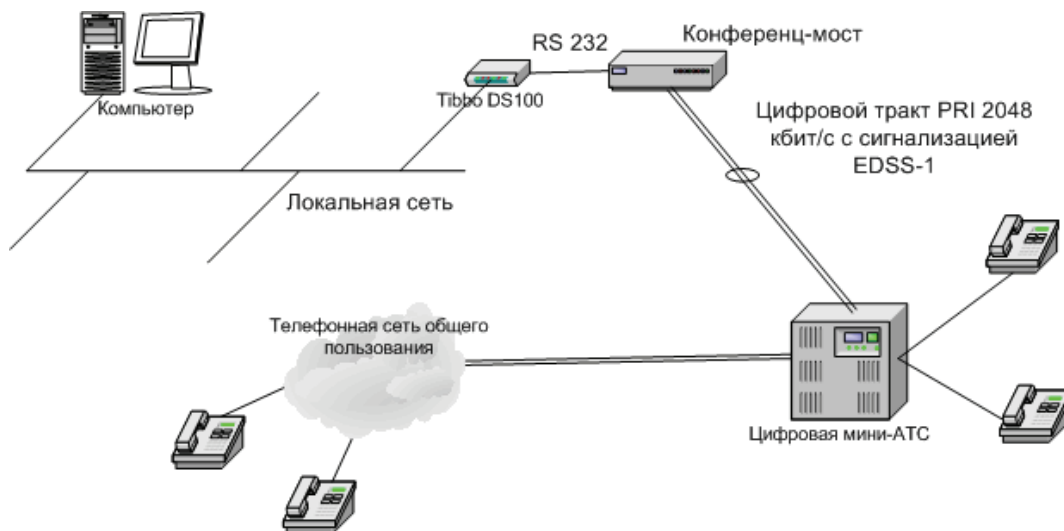 Компьютер
RS 232
Конференц-мост
Tibbo DS100
Цифровой тракт PRI 2048
кбит/с с сигнализацией
EDSS-1
Локальная сеть
Телефонная сеть общего
пользования
Цифровая мини-АТС